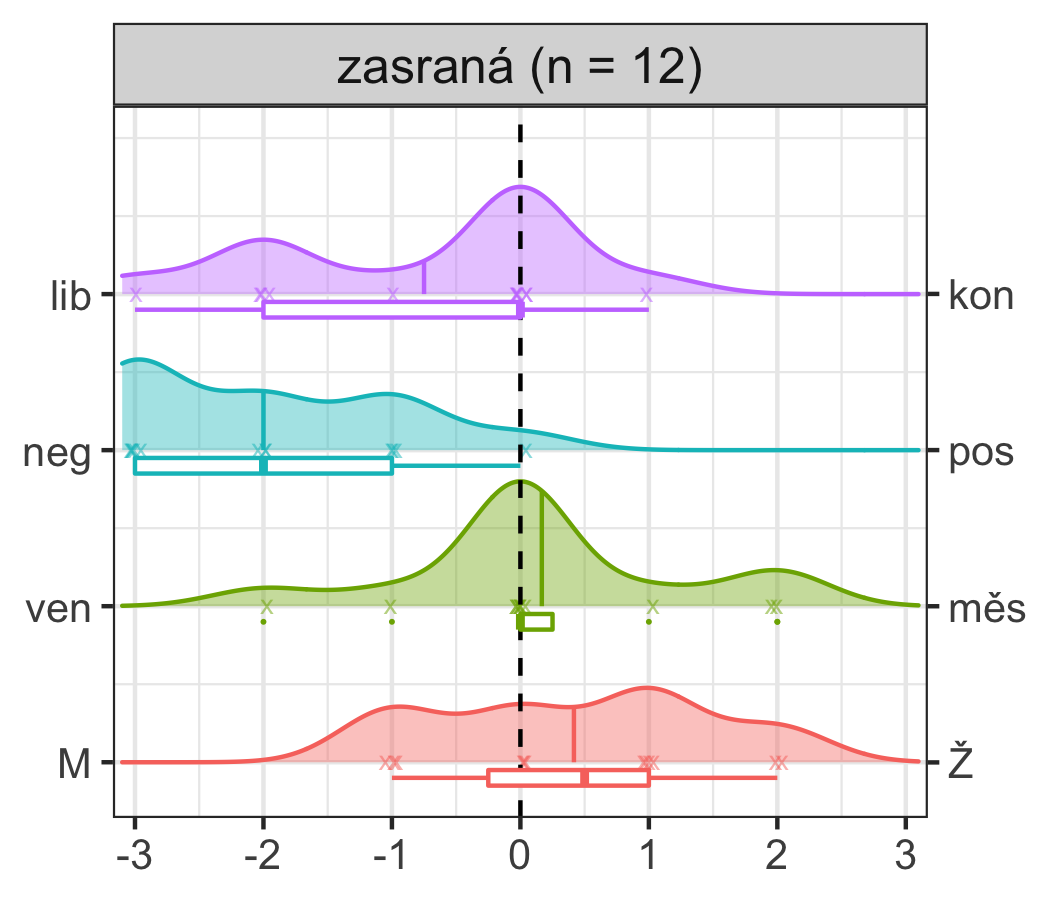 zasraná (n = 12)
lib kon
neg pos
ven měs
M Ž
-3 -2 -1 0 1 2 3